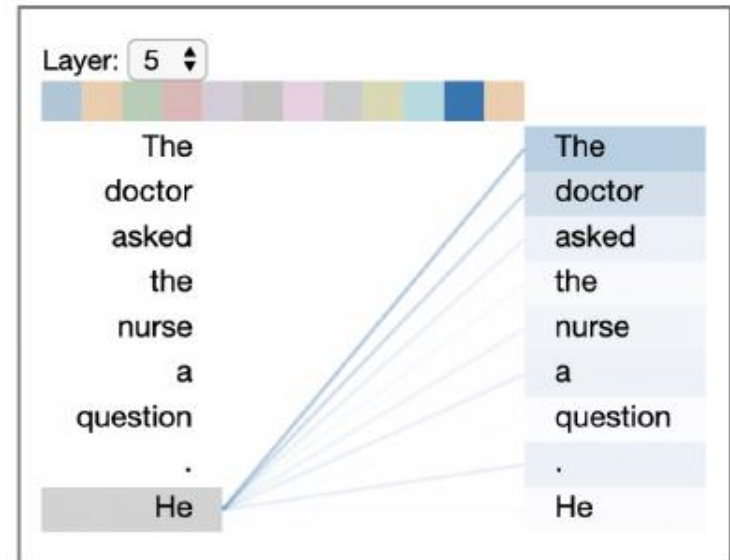 Layer: 5
The The
doctor doctor
asked asked
the the
nurse nurse
a a
question question
. .
He He